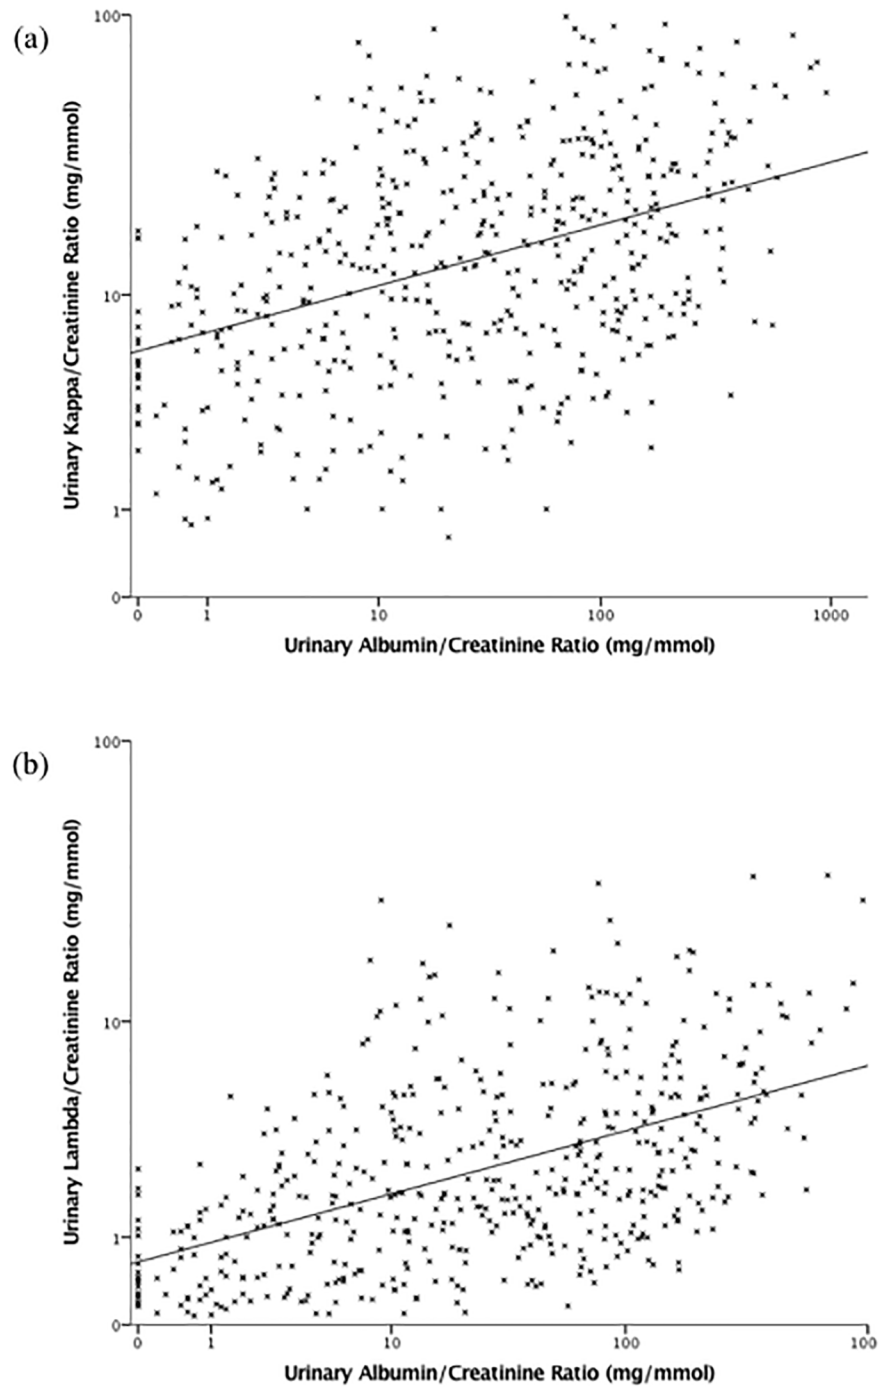 (a)
Urinary Kappa/Creatinine Ratio (mg/mmol)
100
10
1
0
0 1 10 100 1000
Urinary Albumin/Creatinine Ratio (mg/mmol)
(b)
Urinary Lambda/Creatinine Ratio (mg/mmol)
100
10
1
0
0 1 10 100 100
Urinary Albumin/Creatinine Ratio (mg/mmol)